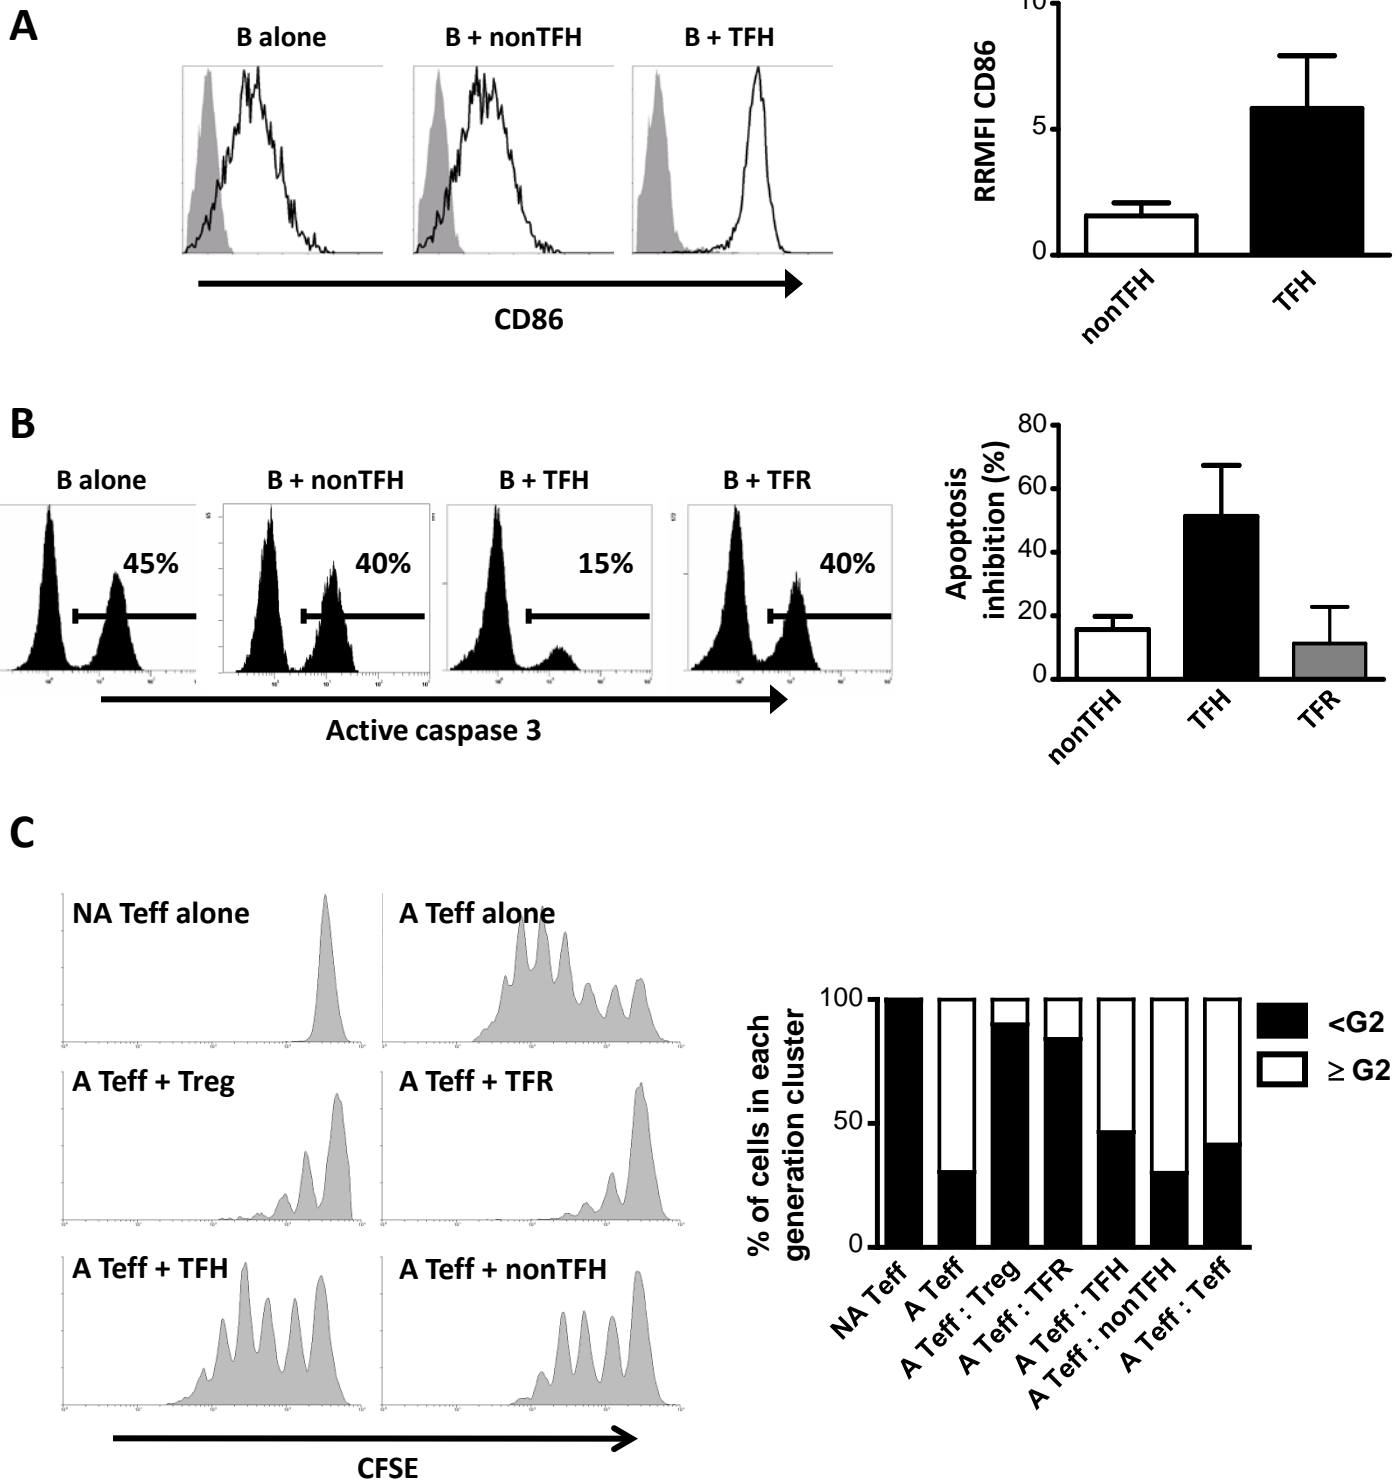 A
B alone
B + nonTFH
B + TFH
CD86
RRMFI CD86
10
5
0
nonTFH
TFH
B
B alone
B + nonTFH
B + TFH
B + TFR
45%
40%
15%
40%
Active caspase 3
Apoptosis
inhibition (%)
80
60
40
20
0
nonTFH
TFH
TFR
C
NA Teff alone
A Teff alone
A Teff + Treg
A Teff + TFR
A Teff + TFH
A Teff + nonTFH
CFSE
% of cells in each
generation cluster
100
50
0
NA Teff
A Teff
A Teff : Treg
A Teff : TFR
A Teff : TFH
A Teff : nonTFH
A Teff : Teff
<G2
≥ G2